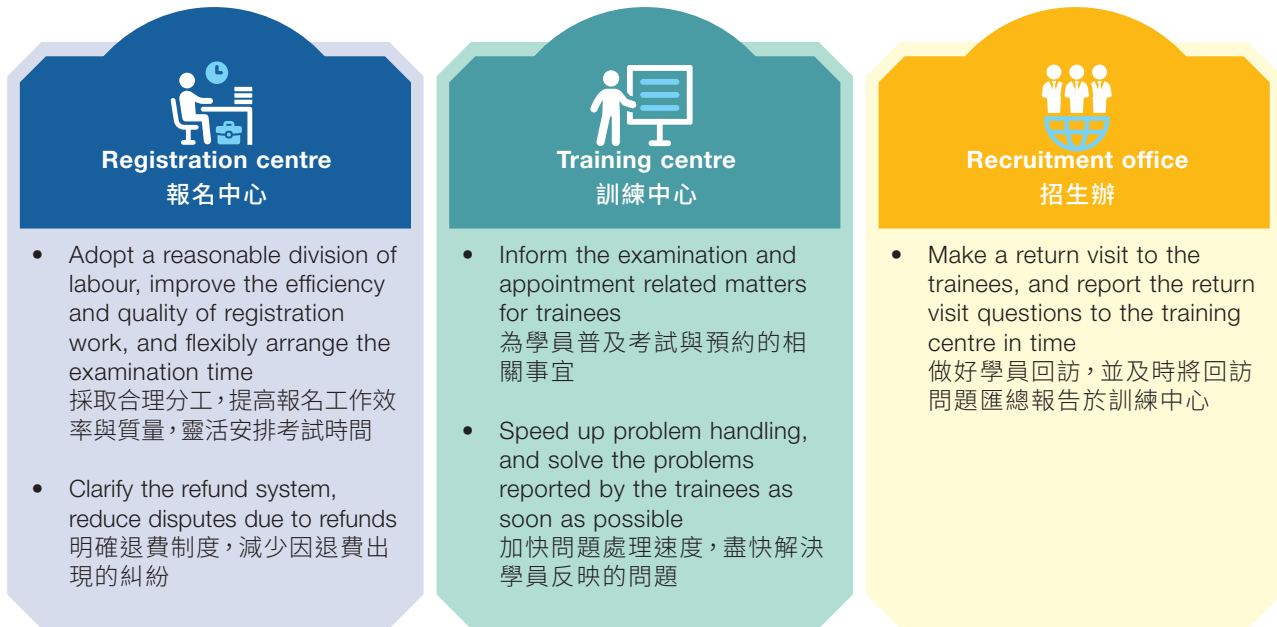 Registration centre
報名中心
• Adopt a reasonable division of
labour, improve the efficiency
and quality of registration
work, and flexibly arrange the
examination time
採取合理分工，提高報名工作效
率與質量，靈活安排考試時間
• Clarify the refund system,
reduce disputes due to refunds
明確退費制度，減少因退費出
現的糾紛
Training centre
訓練中心
• Inform the examination and
appointment related matters
for trainees
為學員普及考試與預約的相
關事宜
• Speed up problem handling,
and solve the problems
reported by the trainees as
soon as possible
加快問題處理速度，盡快解決
學員反映的問題
Recruitment office
招生辦
• Make a return visit to the
trainees, and report the return
visit questions to the training
centre in time
做好學員回訪，並及時將回訪
問題匯總報告於訓練中心